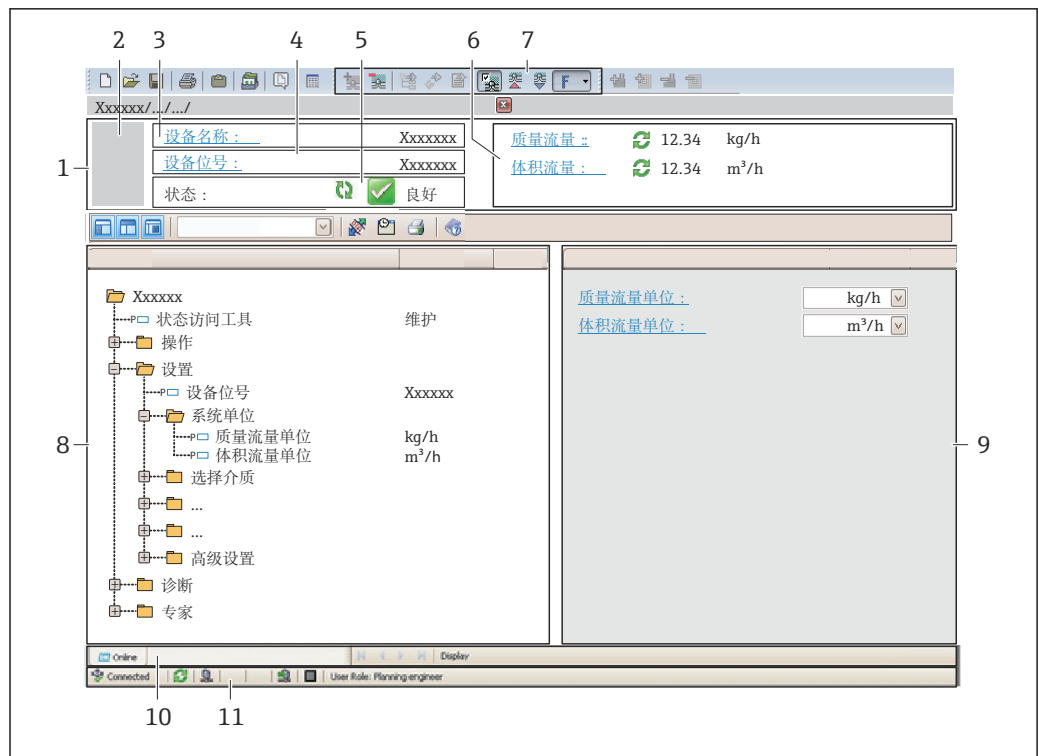 2 3 4 5 6 7
F
Xxxxxx/.../.../
1
设备名称： Xxxxxxx
设备位号： Xxxxxxx
状态： 良好
质量流量 :: 12.34 kg/h
体积流量： 12.34 m³/h
Xxxxxx
P 状态访问工具 维护
操作
设置
P 设备位号 Xxxxxx
系统单位
P 质量流量单位 kg/h
P 体积流量单位 m³/h
选择介质
...
...
高级设置
诊断
专家
质量流量单位： kg/h
体积流量单位： m³/h
8
9
Online Display
Connected User Role: Planning engineer
10 11